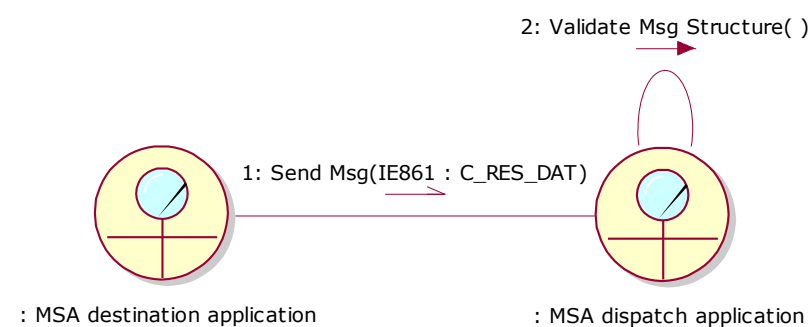 2: Validate Msg Structure( )
1: Send Msg(IE861 : C_RES_DAT)
: MSA destination application
: MSA dispatch application